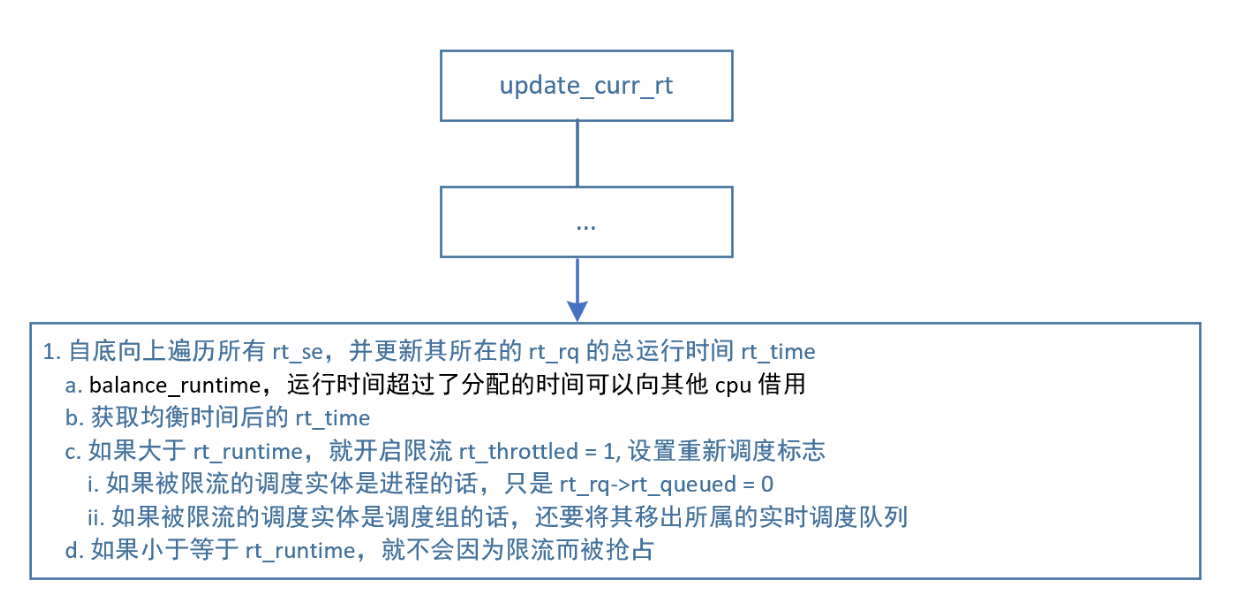 update_curr_rt
...
1. 自底向上遍历所有 rt_se，并更新其所在的 rt_rq 的总运行时间 rt_time
a. balance_runtime，运行时间超过了分配的时间可以向其他 cpu 借用
b. 获取均衡时间后的 rt_time
c. 如果大于 rt_runtime，就开启限流 rt_throttled = 1, 设置重新调度标志
i. 如果被限流的调度实体是进程的话，只是 rt_rq->rt_queued = 0
ii. 如果被限流的调度实体是调度组的话，还要将其移出所属的实时调度队列
d. 如果小于等于 rt_runtime，就不会因为限流而被抢占